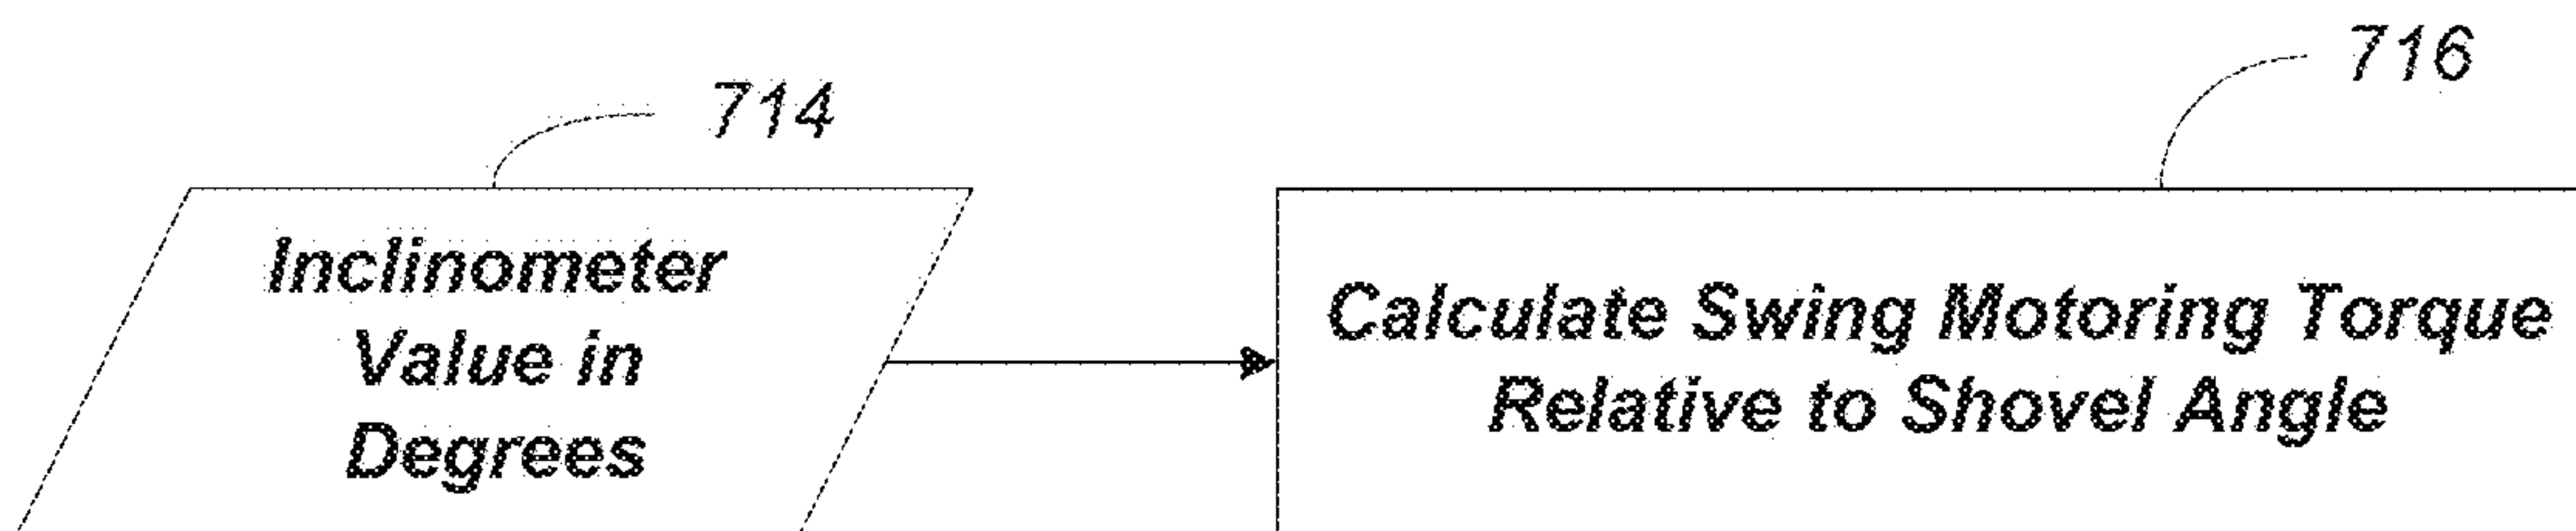 714
716
Inclinometer
Value in
Degrees
Calculate Swing Motoring Torque
Relative to Shovel Angle